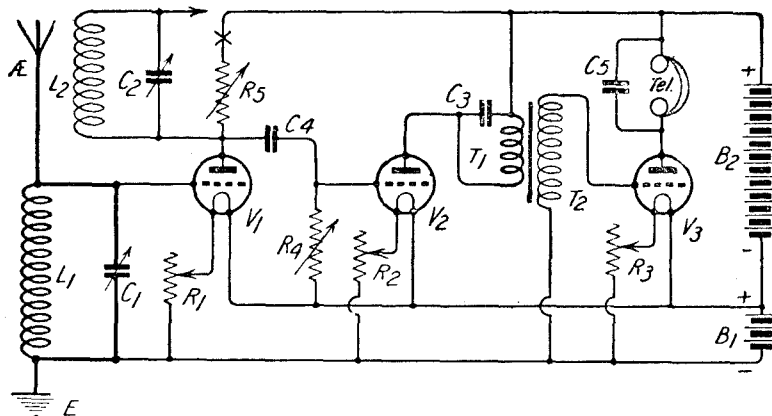 Æ
L2
C2
R5
C4
C3
T1
T2
C5
Tel.
+
B2
-
V1
V2
V3
L1
C1
R1
R4
R2
R3
+
B1
-
E